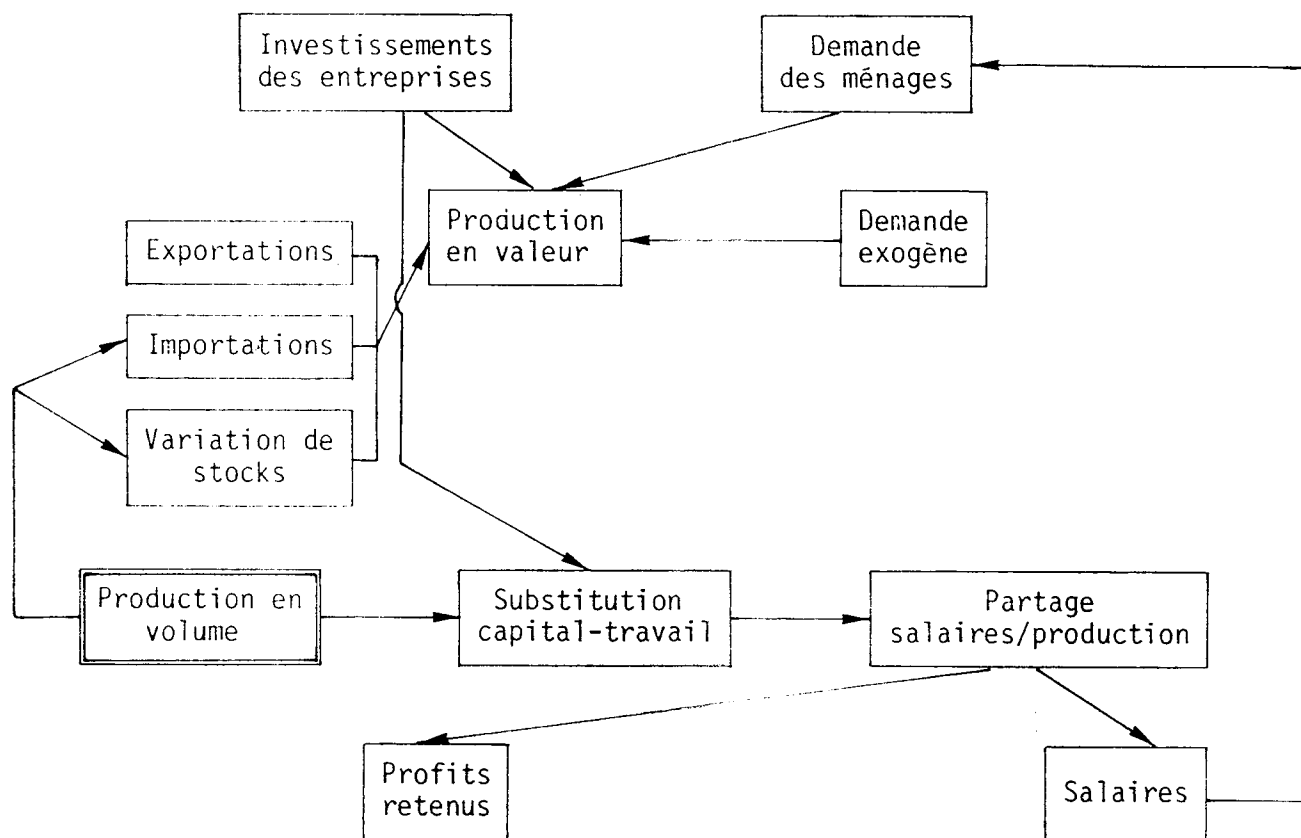 Investissements
des entreprises
Demande
des ménages
Production
en valeur
Demande
exogène
Exportations
Importations
Variation de
stocks
Production en
volume
Substitution
capital-travail
Partage
salaires/production
Profits
retenus
Salaires